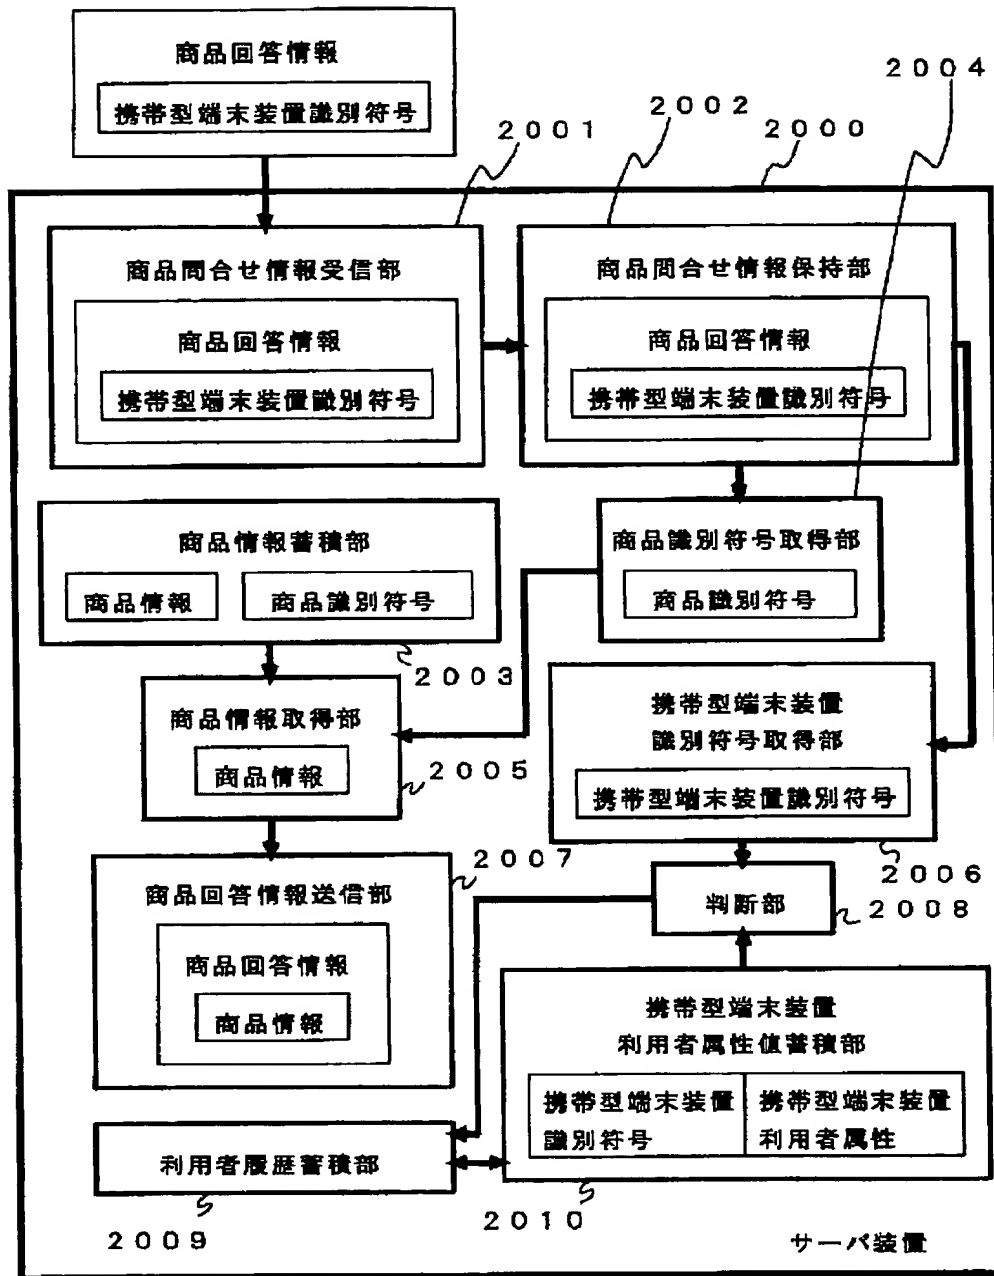 商品回答情報
携帯型端末装置識別符号
2004
2002
2001
2000
商品問合せ情報受信部
商品回答情報
携帯型端末装置識別符号
商品問合せ情報保持部
商品回答情報
携帯型端末装置識別符号
商品情報蓄積部
商品情報
商品識別符号
2003
商品識別符号取得部
商品識別符号
商品情報取得部
商品情報
2005
携帯型端末装置
識別符号取得部
携帯型端末装置識別符号
2006
商品回答情報送信部
商品回答情報
商品情報
2007
判断部
2008
携帯型端末装置
利用者属性値蓄積部
携帯型端末装置
識別符号
携帯型端末装置
利用者属性
2010
利用者履歴蓄積部
2009
サーバ装置